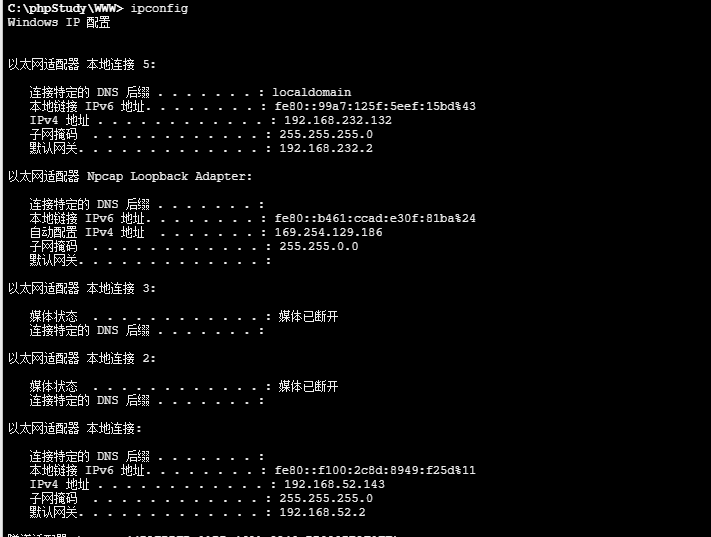 C:\phpStudy\WWW> ipconfig
Windows IP 配置
以太网适配器 本地连接 5:
连接特定的 DNS 后缀 . . . . . . . : localdomain
本地链接 IPv6 地址. . . . . . . . : fe80::99a7:125f:5eef:15bd%43
IPv4 地址 . . . . . . . . . . . . : 192.168.232.132
子网掩码 . . . . . . . . . . . . : 255.255.255.0
默认网关. . . . . . . . . . . . . : 192.168.232.2
以太网适配器 Npcap Loopback Adapter:
连接特定的 DNS 后缀 . . . . . . . :
本地链接 IPv6 地址. . . . . . . . : fe80::b461:ccad:e30f:81ba%24
自动配置 IPv4 地址 . . . . . . . : 169.254.129.186
子网掩码 . . . . . . . . . . . . : 255.255.0.0
默认网关. . . . . . . . . . . . . :
以太网适配器 本地连接 3:
媒体状态 . . . . . . . . . . . . : 媒体已断开
连接特定的 DNS 后缀 . . . . . . . :
以太网适配器 本地连接 2:
媒体状态 . . . . . . . . . . . . : 媒体已断开
连接特定的 DNS 后缀 . . . . . . . :
以太网适配器 本地连接:
连接特定的 DNS 后缀 . . . . . . . :
本地链接 IPv6 地址. . . . . . . . : fe80::f100:2c8d:8949:f25d%11
IPv4 地址 . . . . . . . . . . . . : 192.168.52.143
子网掩码 . . . . . . . . . . . . : 255.255.255.0
默认网关. . . . . . . . . . . . . : 192.168.52.2